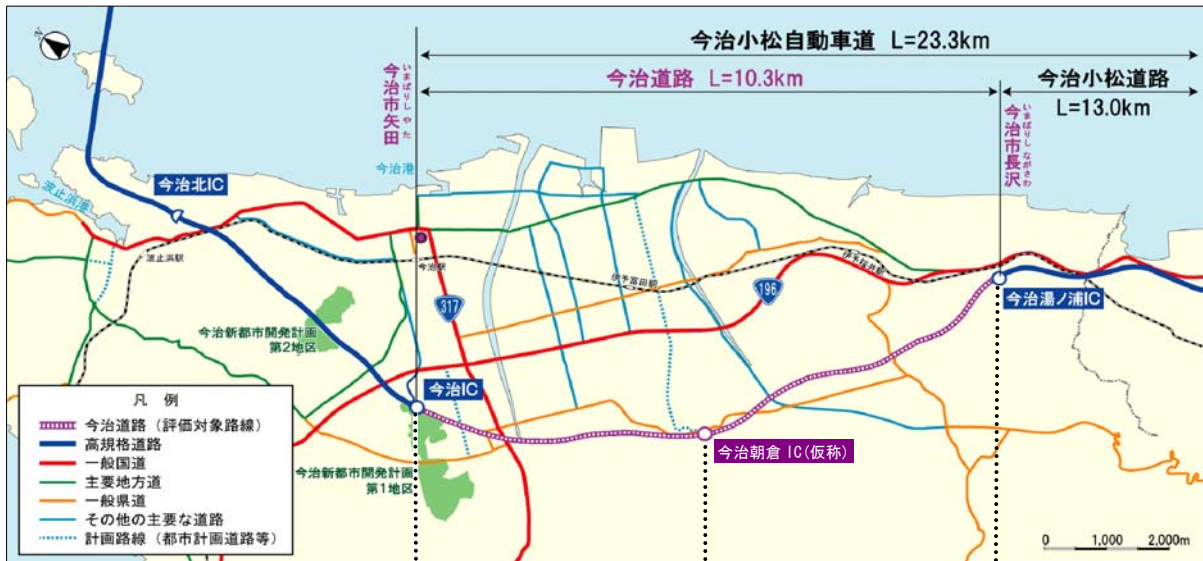 今治小松自動車道 L=23.3km
今治道路 L=10.3km
今治小松道路
L=13.0km
いまばりし やた
今治市矢田
いまばりし ながさわ
今治市長沢
今治港
波止浜港
今治北IC
波止浜駅
今治駅
伊予富田駅
伊予桜井駅
317
196
今治湯ノ浦IC
今治新都市開発計画
第2地区
今治IC
今治朝倉 IC(仮称)
今治新都市開発計画
第1地区
凡 例
今治道路(評価対象路線)
高規格道路
一般国道
主要地方道
一般県道
その他の主要な道路
計画路線(都市計画道路等)
0 1,000 2,000m